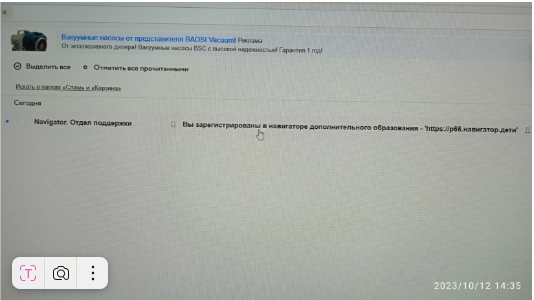 Вакуумные насосы от представителя BAOSI Vacuum! Реклама
От эксклюзивного дилера! Вакуумные насосы BSC с высокой надежностью! Гарантия 1 год!
Выделить все Отметить все прочитанными
Искать в папках «Спам» и «Корзина»
Сегодня
Navigator. Отдел поддержки Вы зарегистрированы в навигаторе дополнительного образования - 'https://р66.навигатор.дети'
T
2023/10/12 14:35